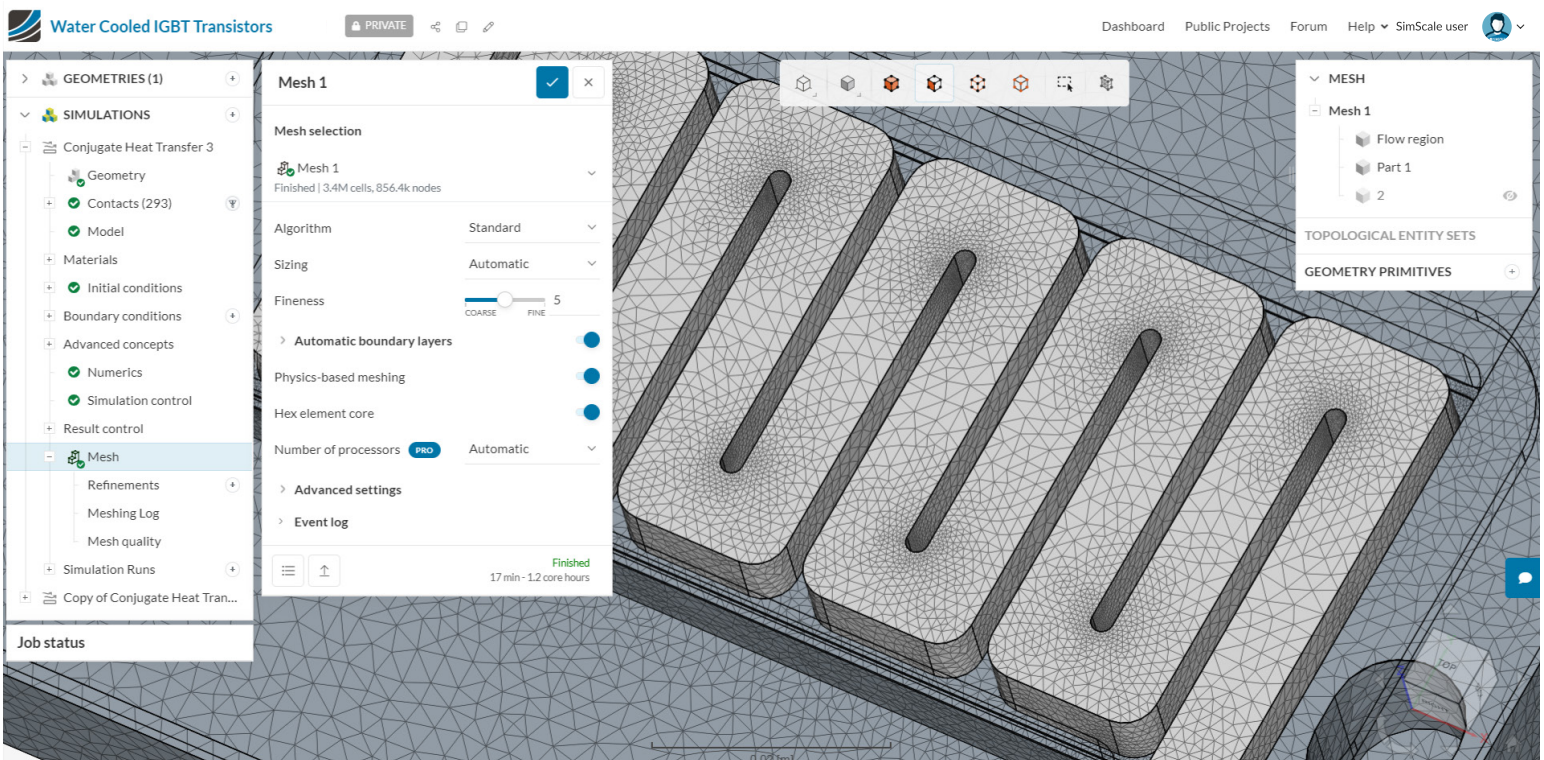 Water Cooled IGBT Transistors
PRIVATE
Dashboard
Public Projects
Forum
Help
SimScale user
GEOMETRIES (1)
SIMULATIONS
Conjugate Heat Transfer 3
Geometry
Contacts (293)
Model
Materials
Initial conditions
Boundary conditions
Advanced concepts
Numerics
Simulation control
Result control
Mesh
Refinements
Meshing Log
Mesh quality
Simulation Runs
Copy of Conjugate Heat Tran...
Job status
Mesh 1
Mesh selection
Mesh 1
Finished | 3.4M cells, 856.4k nodes
Algorithm Standard
Sizing Automatic
Fineness 5
COARSE FINE
Automatic boundary layers
Physics-based meshing
Hex element core
Number of processors PRO Automatic
Advanced settings
Event log
Finished
17 min - 1.2 core hours
MESH
Mesh 1
Flow region
Part 1
2
TOPOLOGICAL ENTITY SETS
GEOMETRY PRIMITIVES
TOP